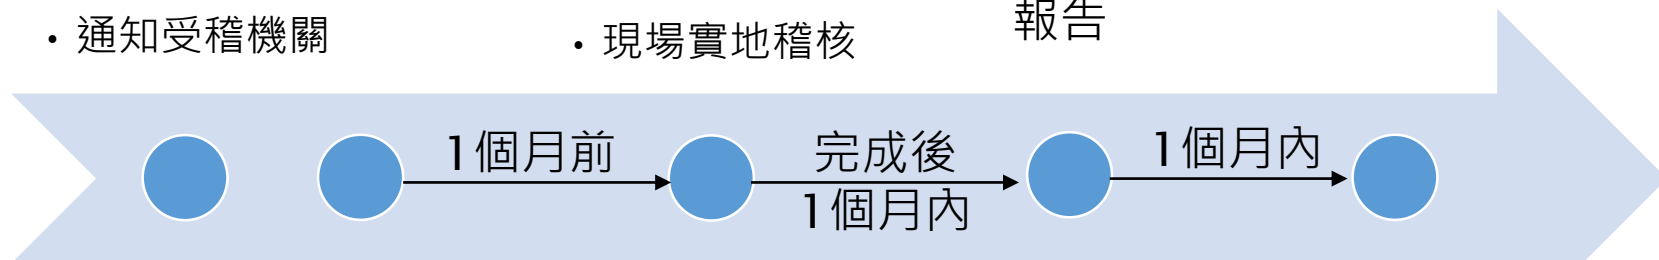 • 通知受稽機關
• 現場實地稽核
報告
1個月前
完成後
1個月內
1個月內